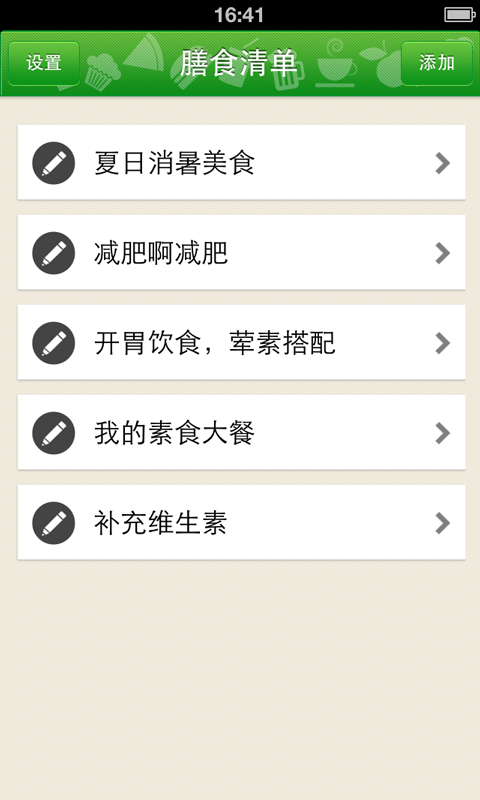 16:41
设置 膳食清单 添加
夏日消暑美食
减肥啊减肥
开胃饮食，荤素搭配
我的素食大餐
补充维生素